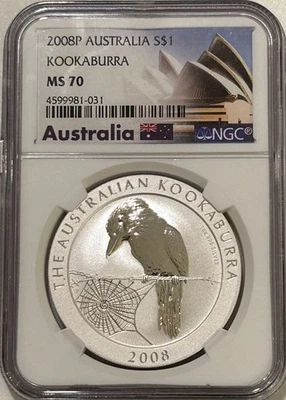 2008P AUSTRALIA S$1
KOOKABURRA
MS 70
4599981-031
Australia NGC®
THE AUSTRALIAN KOOKABURRA
2008